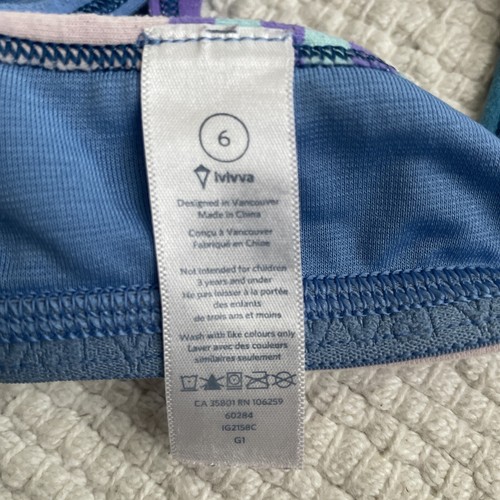 6
ivivva
Designed in Vancouver
Made in China
Conçu à Vancouver
Fabriqué en Chine
Not intended for children
3 years and under
Ne pas laisser à la portée
des enfants
de trois ans et moins
Wash with like colours only
Laver avec des couleurs
similaires seulement
CA 35801 RN 106259
60284
IG21S8C
G1